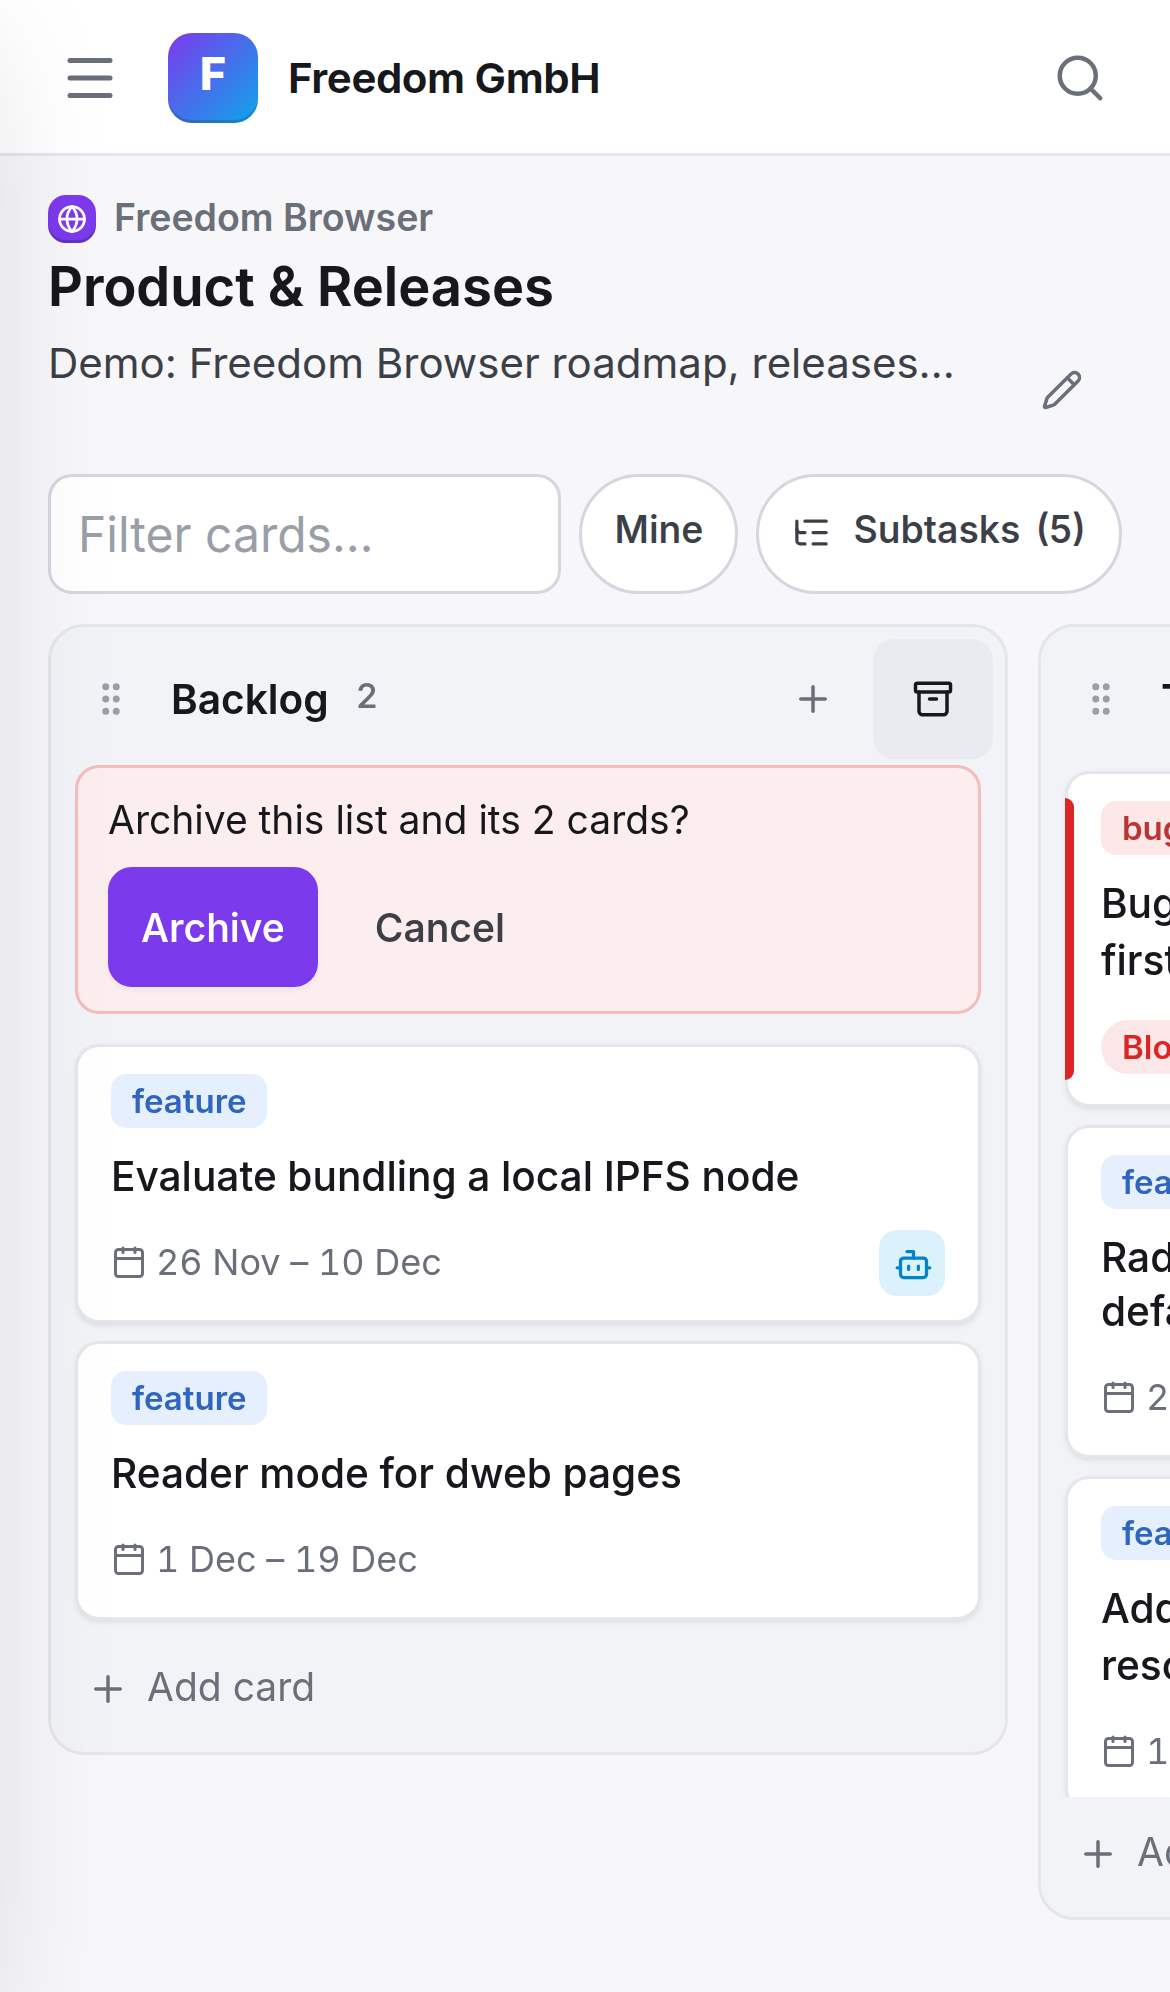 F Freedom GmbH
Freedom Browser
Product & Releases
Demo: Freedom Browser roadmap, releases...
Filter cards...
Mine
Subtasks (5)
Backlog 2
Archive this list and its 2 cards?
Archive
Cancel
feature
Evaluate bundling a local IPFS node
26 Nov – 10 Dec
feature
Reader mode for dweb pages
1 Dec – 19 Dec
Add card